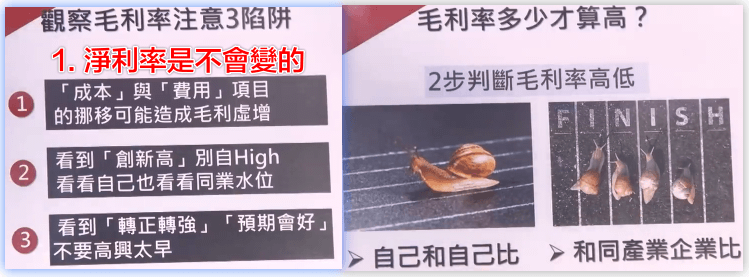 觀察毛利率注意3陷阱
1. 淨利率是不會變的
1
「成本」與「費用」項目
的挪移可能造成毛利虛增
2
看到「創新高」別自High
看看自己也看看同業水位
3
看到「轉正轉強」「預期會好」
不要高興太早
毛利率多少才算高？
2步判斷毛利率高低
FINISH
➢ 自己和自己比
➢ 和同產業企業比